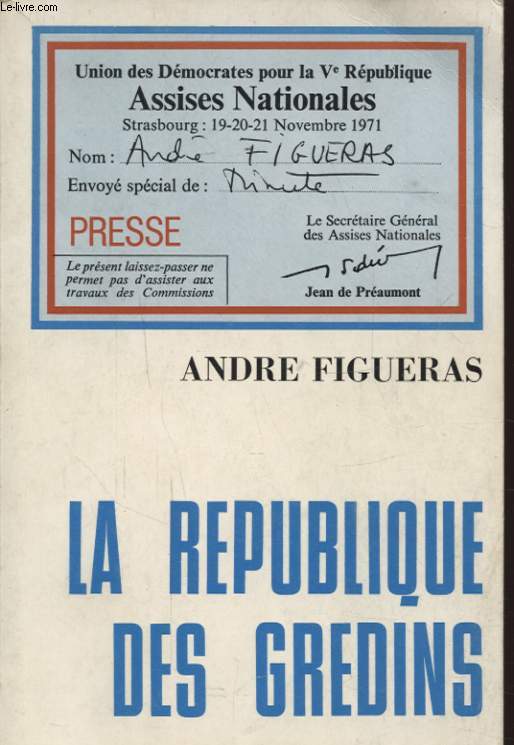 Le-livre.com
Union des Démocrates pour la Vᵉ République
Assises Nationales
Strasbourg : 19-20-21 Novembre 1971
Nom : André FIGUERAS
Envoyé spécial de : Minute
PRESSE
Le présent laissez-passer ne
permet pas d'assister aux
travaux des Commissions
Le Secrétaire Général
des Assises Nationales
Jean de Préaumont
ANDRE FIGUERAS
LA REPUBLIQUE
DES GREDINS